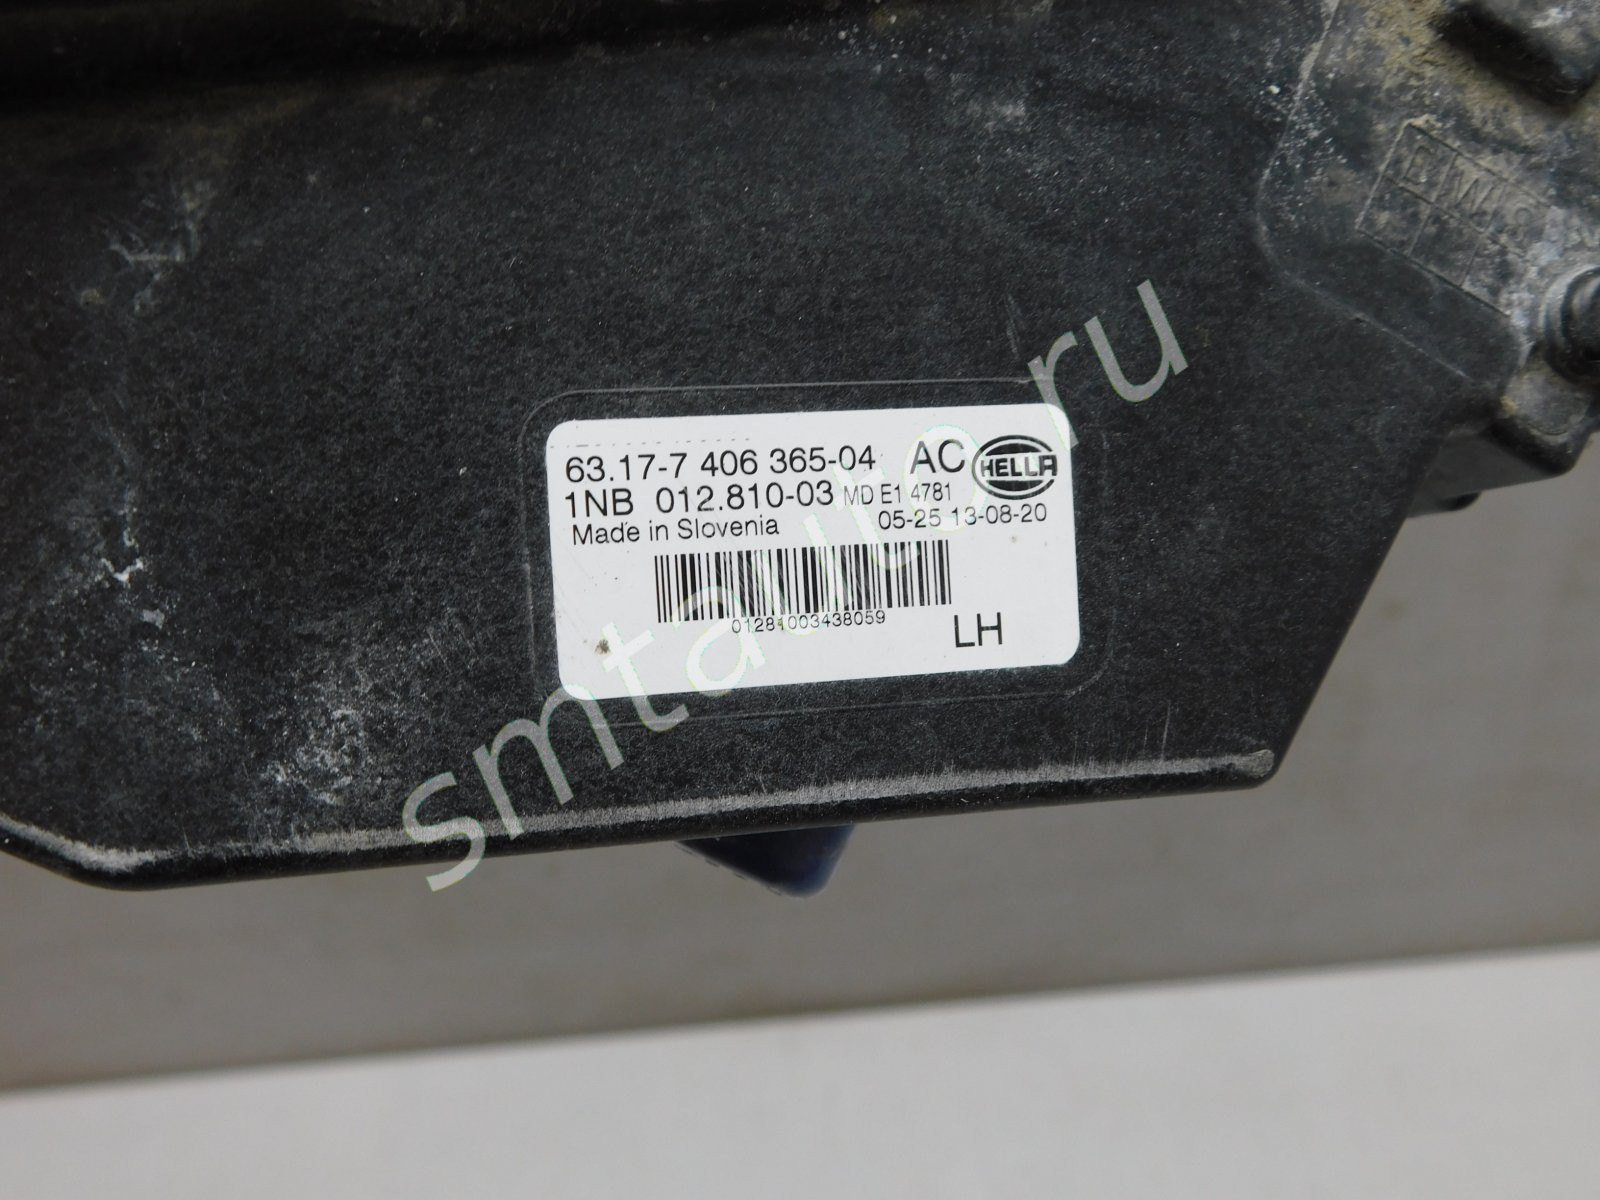 63.17-7 406 365-04 AC HELLA
1NB 012.810-03 MD E1 4781
Made in Slovenia 05-25 13-08-20
01281003438059
LH
smtauto.ru